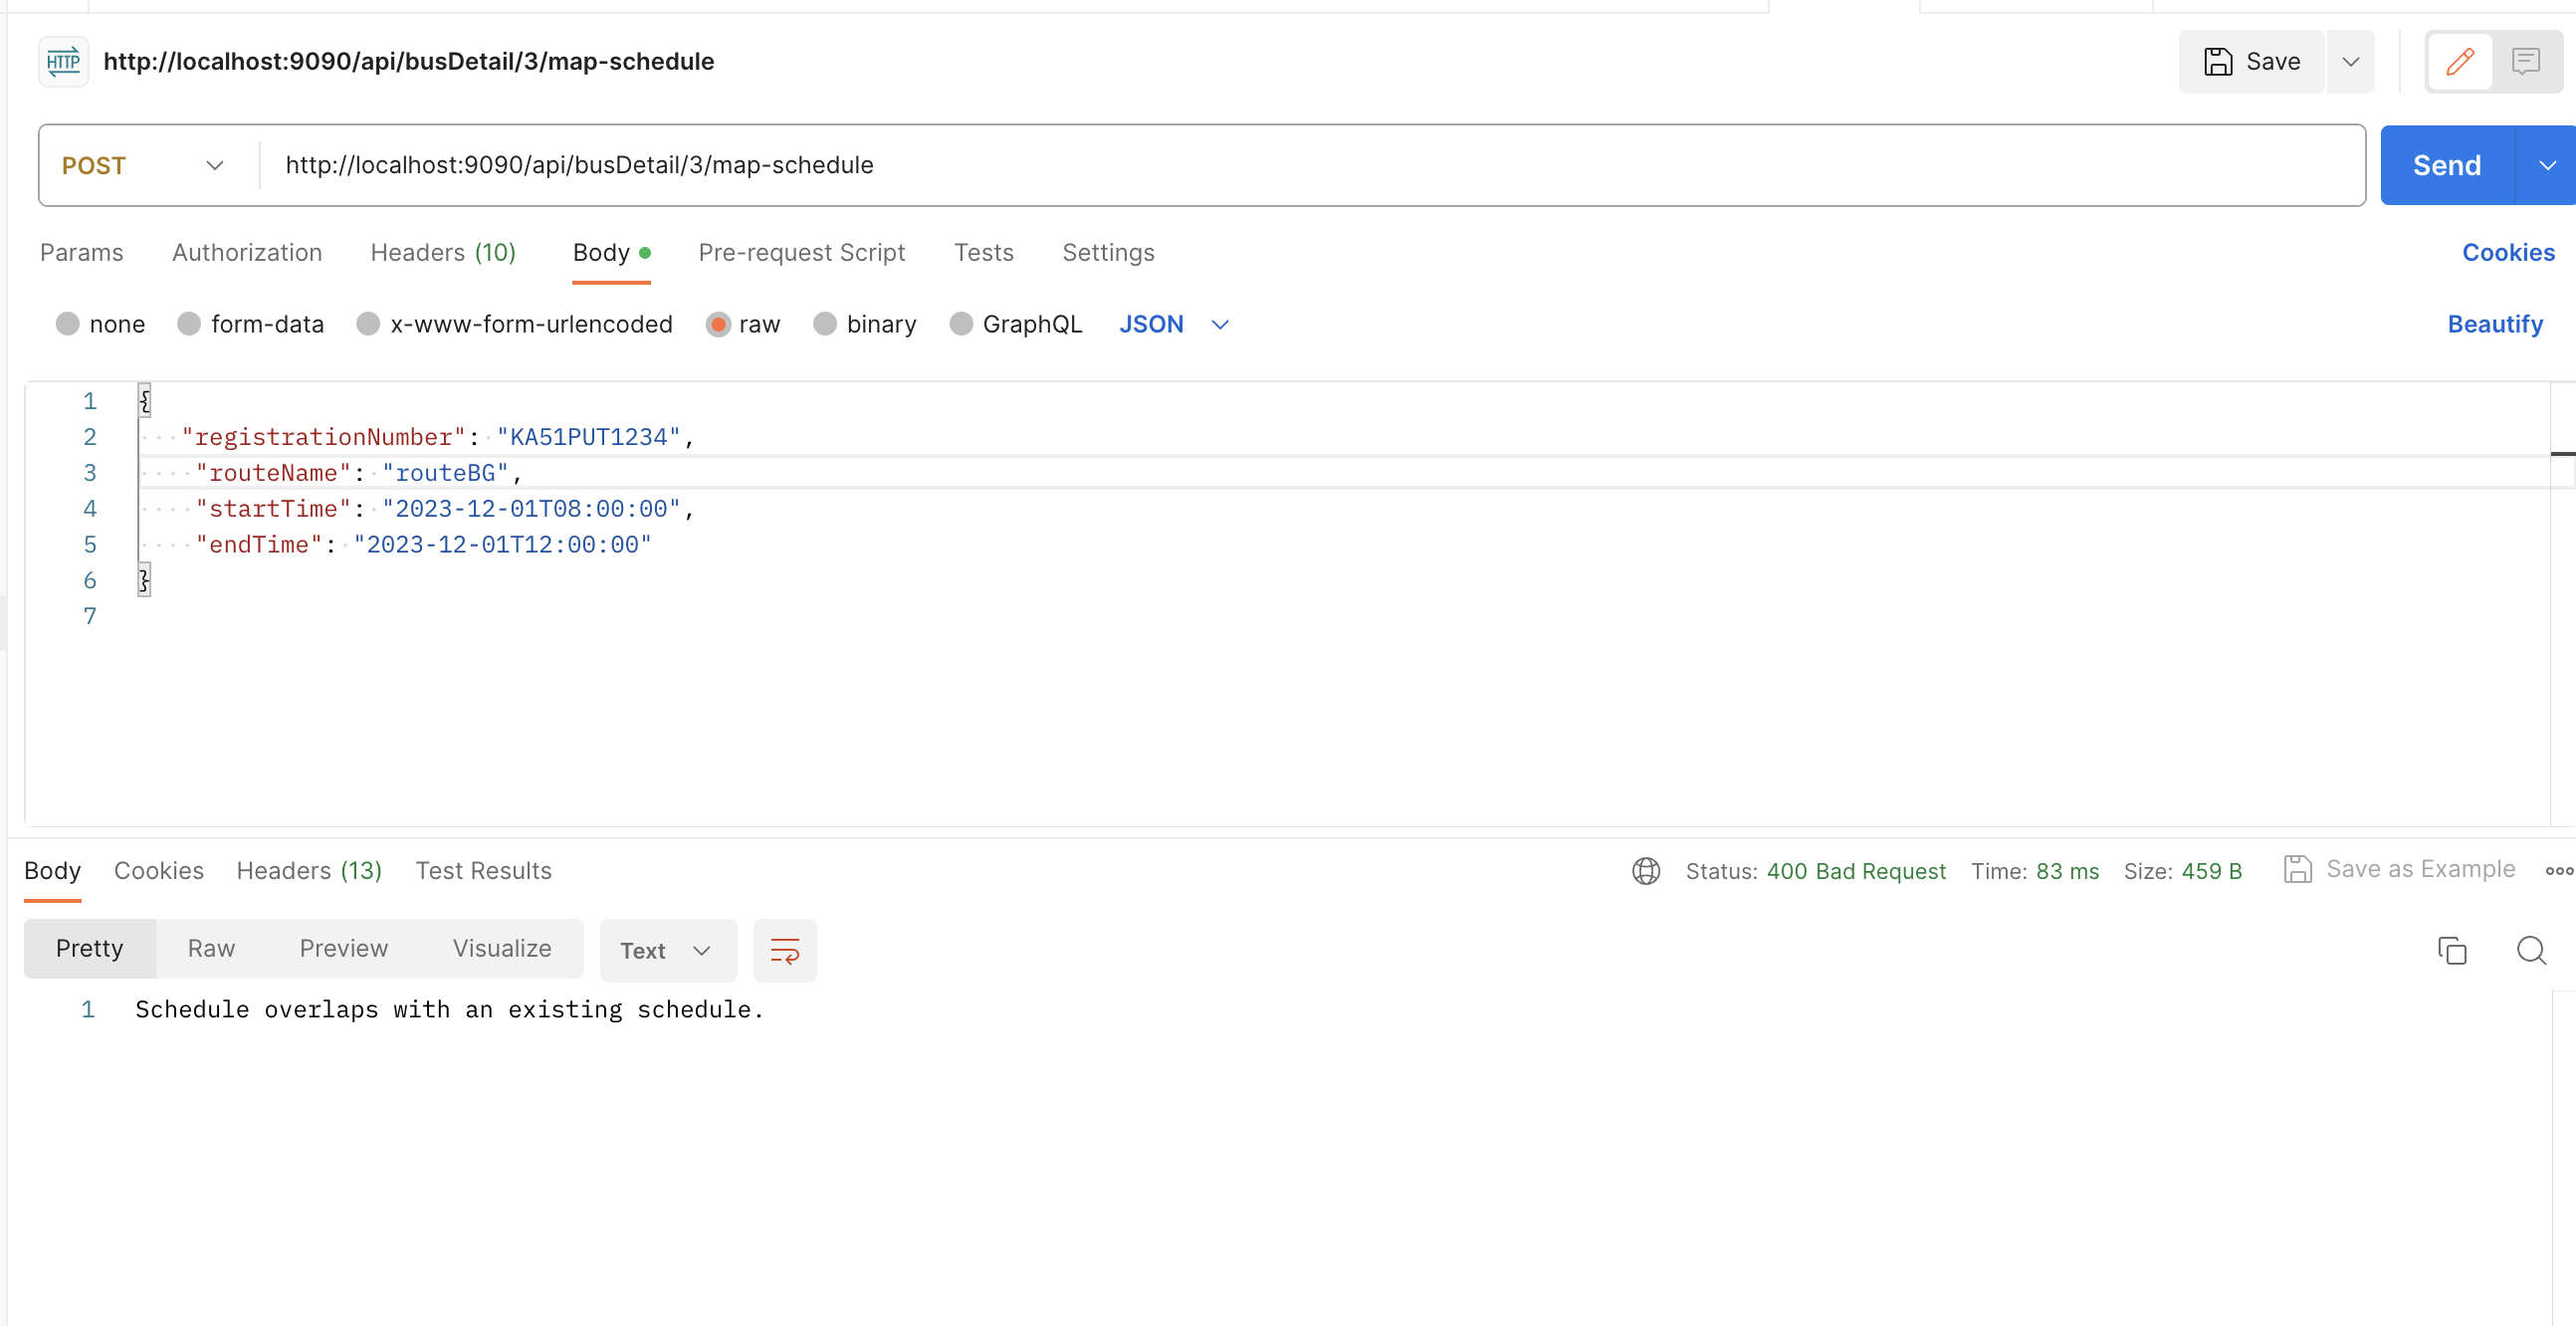 HTTP http://localhost:9090/api/busDetail/3/map-schedule Save
POST http://localhost:9090/api/busDetail/3/map-schedule Send
Params Authorization Headers (10) Body Pre-request Script Tests Settings Cookies
none form-data x-www-form-urlencoded raw binary GraphQL JSON Beautify
1 {
2 "registrationNumber": "KA51PUT1234",
3 "routeName": "routeBG",
4 "startTime": "2023-12-01T08:00:00",
5 "endTime": "2023-12-01T12:00:00"
6 }
7
Body Cookies Headers (13) Test Results Status: 400 Bad Request Time: 83 ms Size: 459 B Save as Example
Pretty Raw Preview Visualize Text
1 Schedule overlaps with an existing schedule.